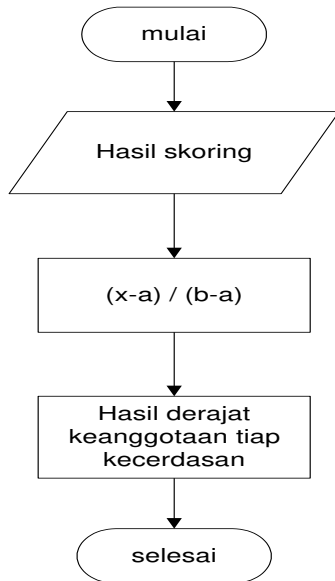 mulai
Hasil skoring
(x-a) / (b-a)
Hasil derajat
keanggotaan tiap
kecerdasan
selesai